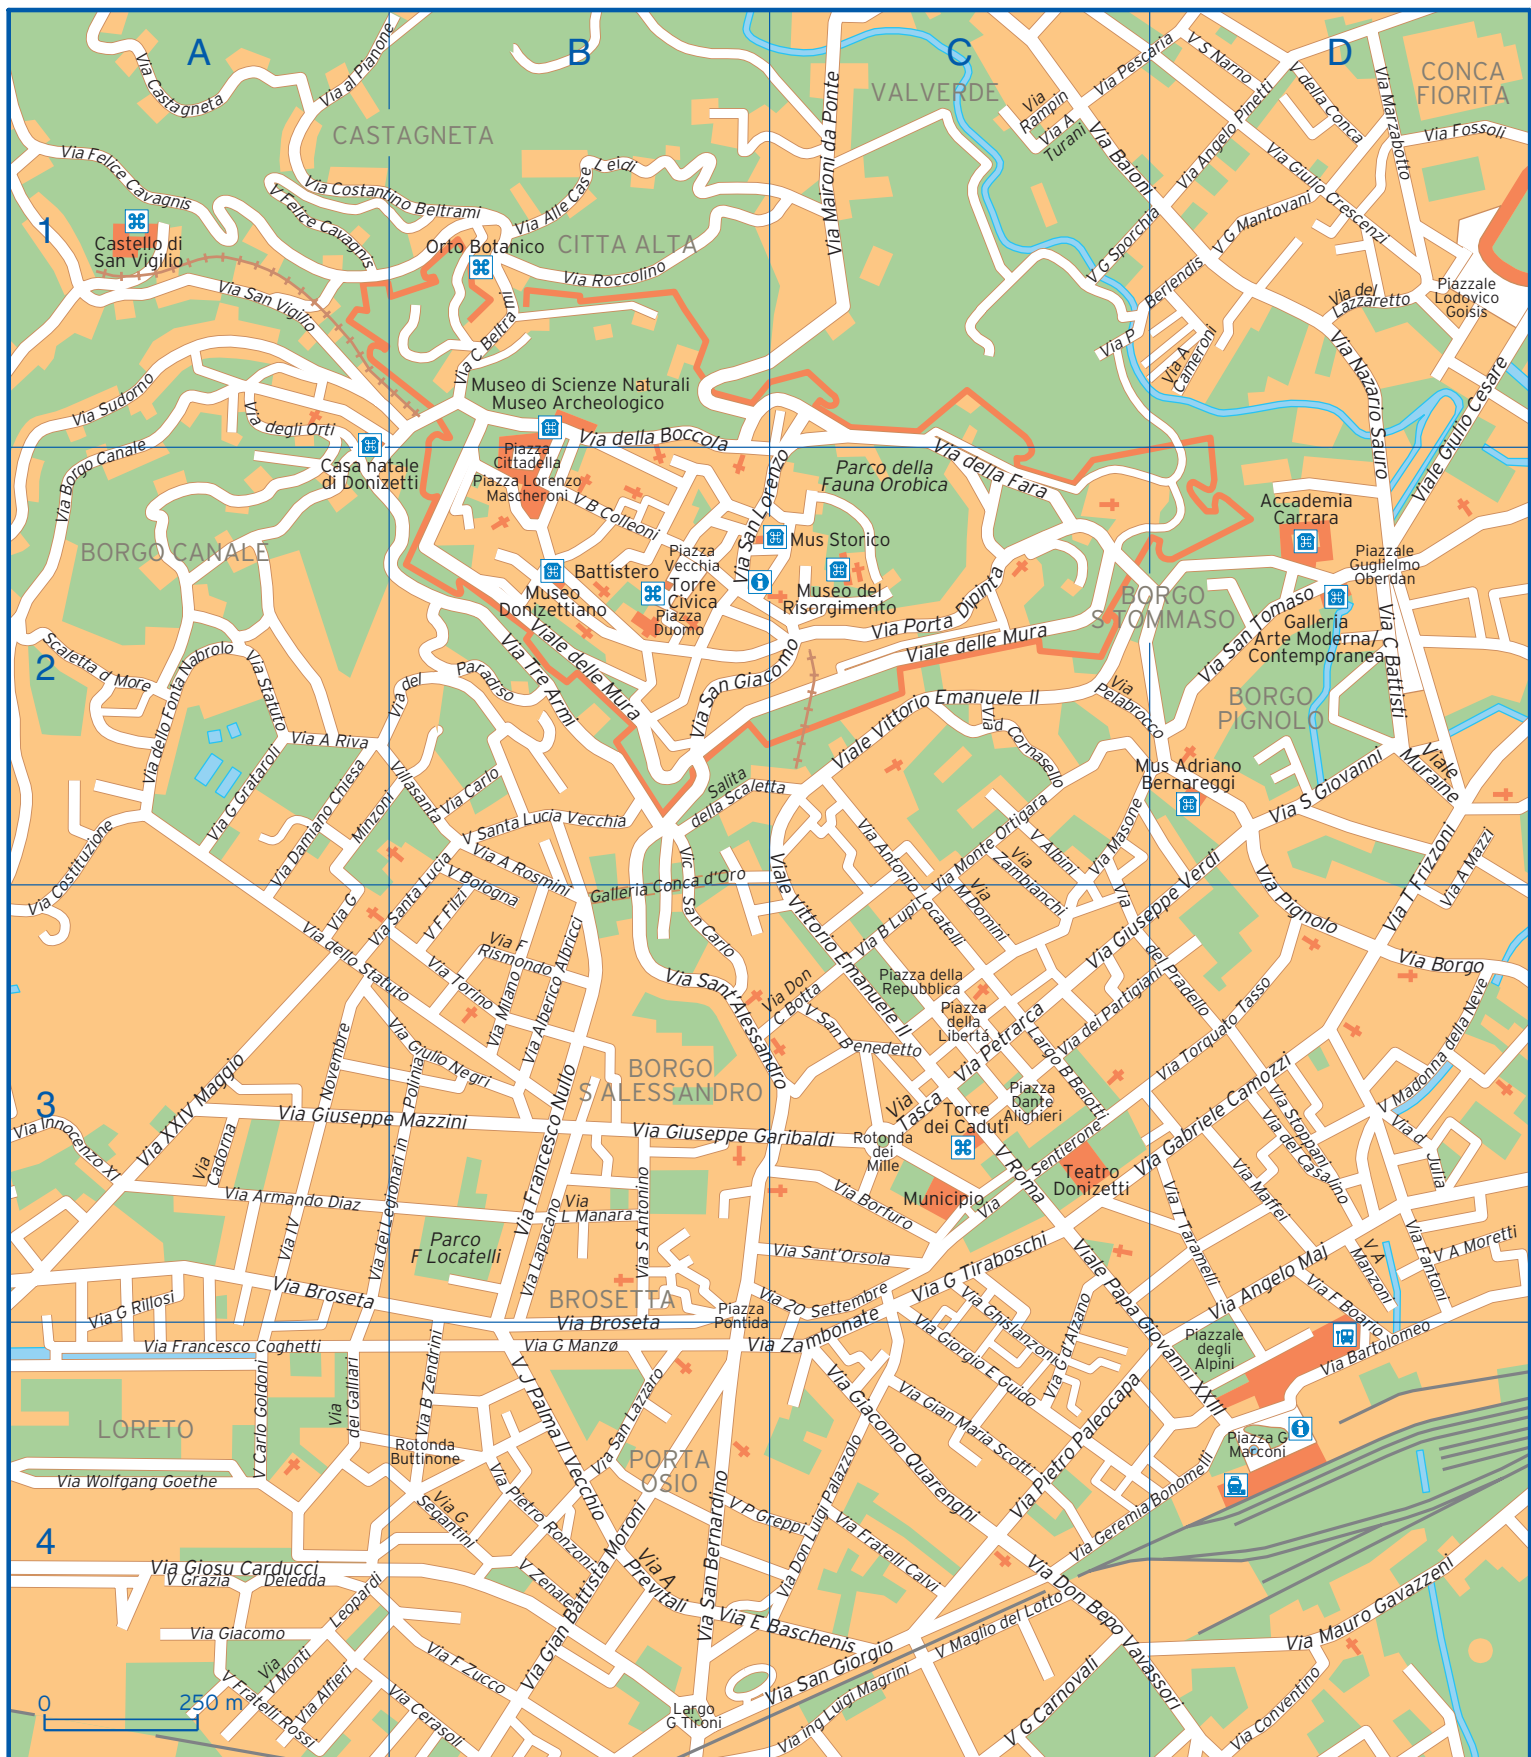 A
B
C
D
1
2
3
4
CASTAGNETA
VALVERDE
CONCA
FIORITA
CITTA ALTA
Via Castagneta
Via al Pianone
Via Felice Cavagnis
V Felice Cavagnis
Via Costantino Beltrami
Via Alle Case
Leidi
Via Maironi da Ponte
Via
Rampin
Via A
Turani
Via Pescaria
V S Narno
V della Conca
Via Marzabotto
Via Fossoli
Via Angelo Pinetti
Via Baioni
Via Giulio Crescenzi
V G Mantovani
V G Sporchia
Berlendis
Via P
Via A
Cameroni
Via del
Lazzaretto
Piazzale
Lodovico
Goisis
Castello di
San Vigilio
Orto Botanico
Via Roccolino
Via San Vigilio
Via C Beltra
mi
Via Sudorno
Via degli Orti
Via Borgo Canale
Museo di Scienze Naturali
Museo Archeologico
Via della Boccola
Via Nazario Sauro
Viale Giulio Cesare
Casa natale
di Donizetti
Piazza
Cittadella
Piazza Lorenzo
Mascheroni
V B Colleoni
Via San Lorenzo
Parco della
Fauna Orobica
Via della Fara
Accademia
Carrara
Piazzale
Guglielmo
Oberdan
BORGO CANALE
Piazza
Vecchia
Mus Storico
Battistero
Museo
Donizettiano
Torre
Civica
Piazza
Duomo
Museo del
Risorgimento
Via Porta Dipinta
Viale delle Mura
BORGO
S TOMMASO
Via San Tomaso
Galleria
Arte Moderna/
Contemporanea
Via C Battisti
BORGO
PIGNOLO
Scaletta d More
Via dello Fonta Nabrolo
Via Statuto
Via A Riva
Via del
Paradiso
Via Tre Armi
Viale delle Mura
Via San Giacomo
Viale Vittorio Emanuele II
Via
Pelabrocco
Via
d Cornasello
Mus Adriano
Bernareggi
Via S Giovanni
Viale
Muraine
Via G Grataroli
Via Damiano Chiesa
Minzoni
Villasanta
Via Carlo
V Santa Lucia Vecchia
Salita
della Scaletta
Via Costituzione
Via A Rosmini
V Bologna
Via Santa Lucia
V F Filzi
Via G
Galleria Conca d'Oro
Vic San Carlo
Viale Vittorio Emanuele II
Via Antonio Locatelli
Via Monte Ortigara
V Albini
Via
Zambianchi
Via
M Domini
Via Masone
Via Giuseppe Verdi
Via Pignolo
Via T Frizzoni
Via A Mazzi
Via Borgo
Via dello Statuto
Via Torino
Via F
Rismondo
Via Milano
Via Alberico Albricci
Via Sant'Alessandro
Via B Lupi
Via Don
C Botta
V San Benedetto
Piazza della
Repubblica
Piazza
della
Libertá
Via Petrarca
Largo B Belotti
Via dei Partigiani
Via
del Pradello
Via Torquato Tasso
V Madonna della Neve
Via Giulio Negri
BORGO
S ALESSANDRO
Via XXIV Maggio
Novembre
Via IV
Polinia
Via dei Legionari in
Via Giuseppe Mazzini
Via Francesco Nullo
Via Giuseppe Garibaldi
Via
Tasca
Torre
dei Caduti
Piazza
Dante
Alighieri
Rotonda
dei
Mille
V Roma
Sentierone
Via
Teatro
Donizetti
Via Gabriele Camozzi
Via Stoppani
Via del Casalino
Via d
Julia
Via Innocenzo XI
Via
Cadorna
Via Armando Diaz
Via
L Manara
Via S Antonino
Via Lapacano
Municipio
Via Borfuro
Via Sant'Orsola
Parco
F Locatelli
Via Maffei
Via T Taramelli
Viale Papa Giovanni XXIII
Via G Tiraboschi
Via Angelo Maj
V A
Manzoni
Via Fantoni
V A Moretti
Via F Boario
Via Broseta
BROSETTA
Via Broseta
Piazza
Pontida
Via 20 Settembre
Via Zambonate
Via G Rillosi
Via Francesco Coghetti
Via G Manzø
Via Ghislanzoni
Via Giorgio E Guido
Via G d'Alzano
Piazzale
degli
Alpini
Via Bartolomeo
LORETO
V Carlo Goldoni
Via
dei Galliari
Via B Zendrini
V J Palma Il Vecchio
Via San Lazzaro
Via Giacomo Quarenghi
Via Gian Maria Scotti
Via Pietro Paleocapa
Piazza G
Marconi
Rotonda
Buttinone
PORTA
OSIO
Via Wolfgang Goethe
Via G
Segantini
Via Pietro Ronzoni
V P Greppi
Via Don Luigi Palazzolo
Via Fratelli Calvi
Via Geremia Bonomelli
Via San Bernardino
Via Giosu Carducci
V Grazia
Deledda
Leopardi
Via Giacomo
V Zenale
Via Gian Battista Moroni
Via A
Previtali
Via E Baschenis
Via Don Bepo Vavassori
V Maglio del Lotto
Via San Giorgio
Via Ing Luigi Magrini
V G Carnovali
Via Mauro Gavazzeni
Via Conventino
Via
V Monti
Via Alfieri
V Fratelli Rossi
Via F Zucco
Via Cerasoli
Largo
G Tironi
0
250 m